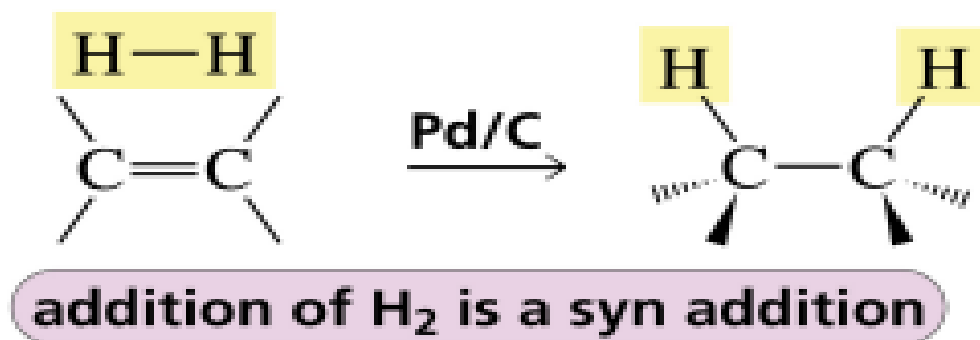 H—H H H
Pd/C
C=C C—C
addition of H₂ is a syn addition